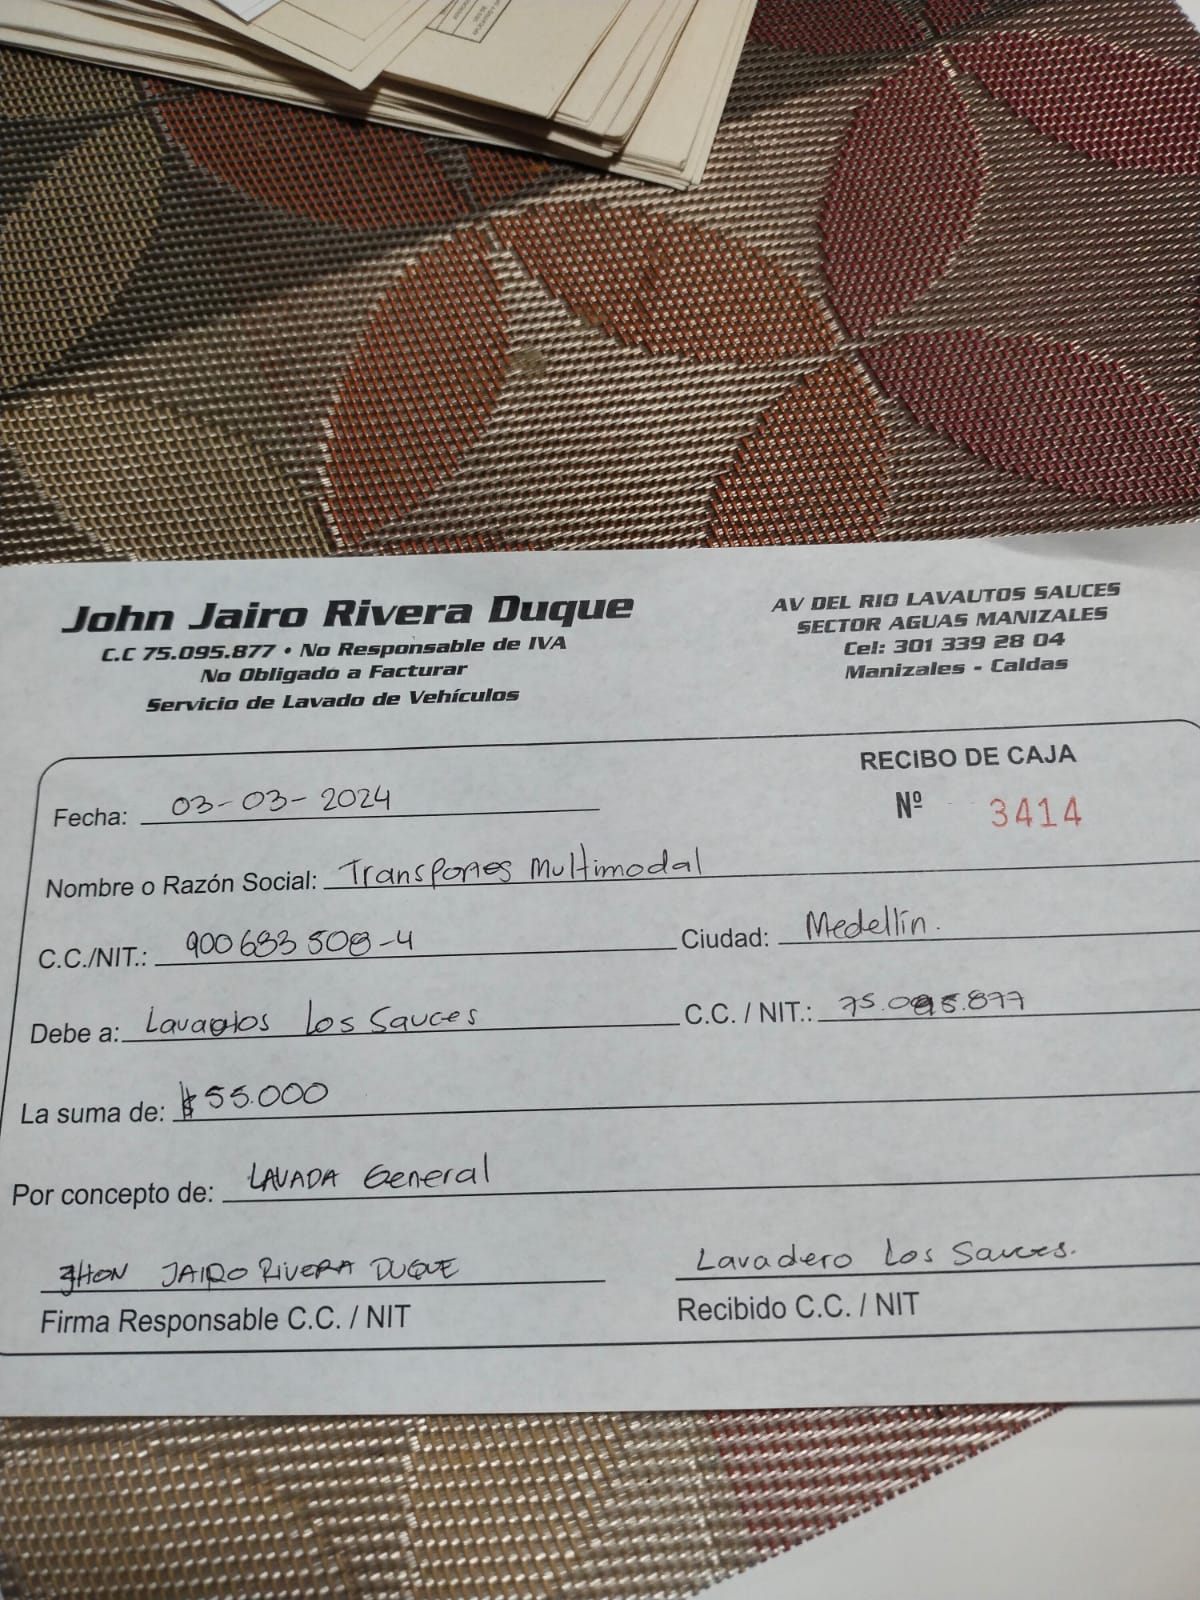 John Jairo Rivera Duque
C.C 75.095.877 • No Responsable de IVA
No Obligado a Facturar
Servicio de Lavado de Vehículos
AV DEL RIO LAVAUTOS SAUCES
SECTOR AGUAS MANIZALES
Cel: 301 339 28 04
Manizales - Caldas
RECIBO DE CAJA
Nº 3414
Fecha: 03-03-2024
Nombre o Razón Social: Transportes Multimodal
C.C./NIT.: 900683508-4 Ciudad: Medellín.
Debe a: Lavautos Los Sauces C.C. / NIT.: 75.095.877
La suma de: $55.000
Por concepto de: LAVADA General
JHON JAIRO RIVERA DUQUE
Lavadero Los Sauces.
Firma Responsable C.C. / NIT
Recibido C.C. / NIT